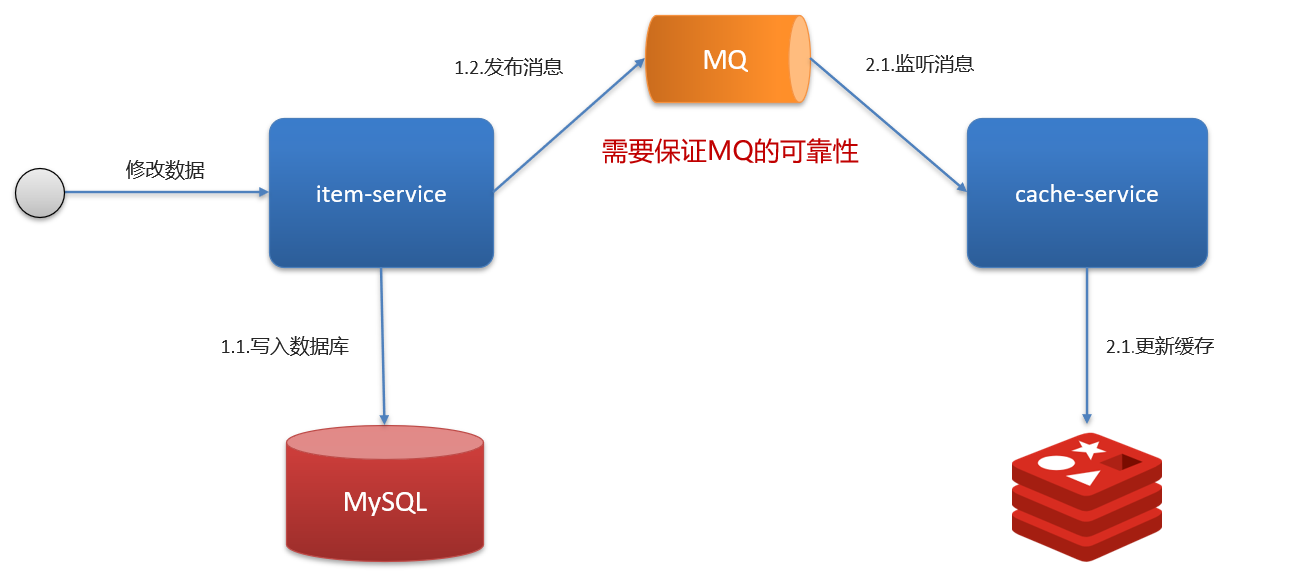 MQ
1.2.发布消息
2.1.监听消息
需要保证MQ的可靠性
修改数据
item-service
cache-service
1.1.写入数据库
2.1.更新缓存
MySQL